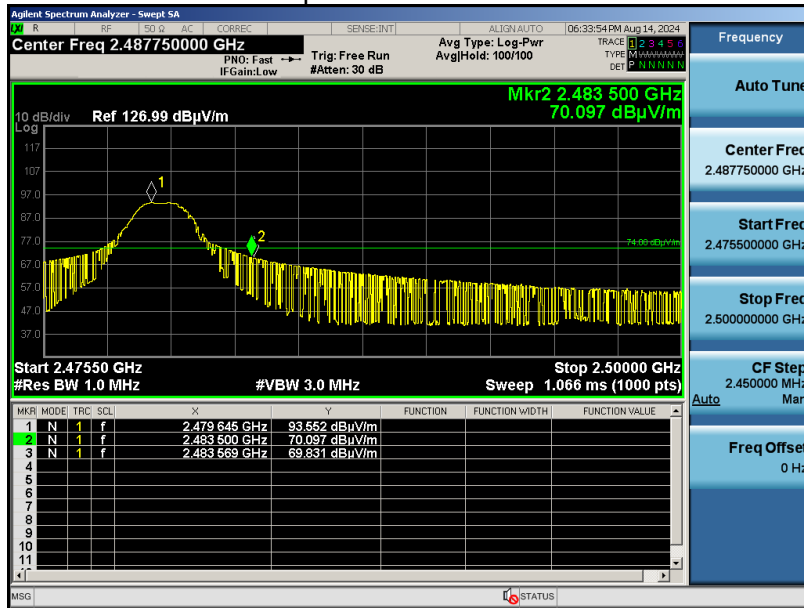 Agilent Spectrum Analyzer - Swept SA
LXI R RF 50 Ω AC CORREC SENSE:INT ALIGN AUTO 06:33:54 PM Aug 14, 2024
Center Freq 2.487750000 GHz
PNO: Fast
IFGain:Low
Trig: Free Run
#Atten: 30 dB
Avg Type: Log-Pwr
Avg|Hold: 100/100
TRACE 1 2 3 4 5 6
TYPE M
DET P N N N N N
Mkr2 2.483 500 GHz
70.097 dBµV/m
10 dB/div
Log
Ref 126.99 dBµV/m
117
107
97.0
87.0
77.0
67.0
57.0
47.0
37.0
1
2
74.00 dBµV/m
Start 2.47550 GHz
Stop 2.50000 GHz
#Res BW 1.0 MHz
#VBW 3.0 MHz
Sweep 1.066 ms (1000 pts)
MKR MODE TRC SCL X Y FUNCTION FUNCTION WIDTH FUNCTION VALUE
1 N 1 f 2.479 645 GHz 93.552 dBµV/m
2 N 1 f 2.483 500 GHz 70.097 dBµV/m
3 N 1 f 2.483 569 GHz 69.831 dBµV/m
4
5
6
7
8
9
10
11
MSG
STATUS
Frequency
Auto Tune
Center Freq
2.487750000 GHz
Start Freq
2.475500000 GHz
Stop Freq
2.500000000 GHz
CF Step
2.450000 MHz
Auto Man
Freq Offset
0 Hz